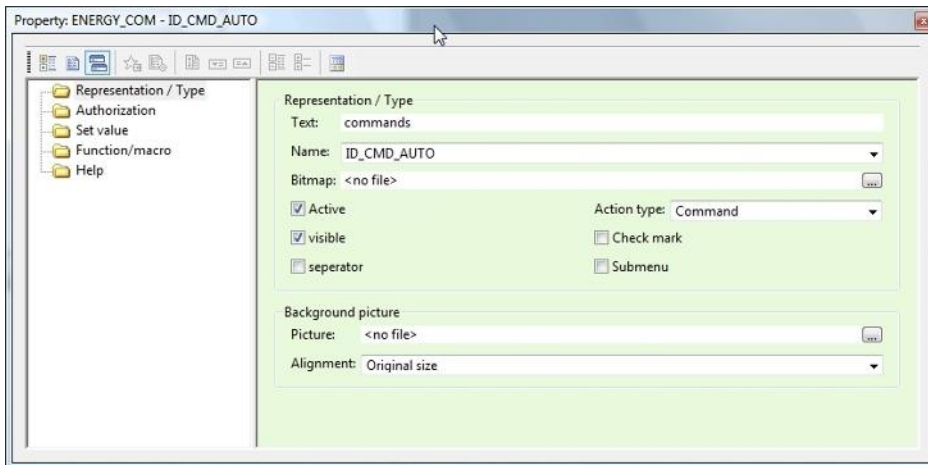 Property: ENERGY_COM - ID_CMD_AUTO
Representation / Type
Authorization
Set value
Function/macro
Help
Representation / Type
Text: commands
Name: ID_CMD_AUTO
Bitmap: <no file> ...
Active Action type: Command
visible Check mark
seperator Submenu
Background picture
Picture: <no file> ...
Alignment: Original size